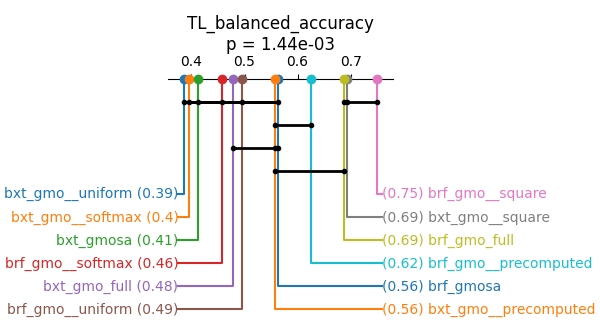 TL_balanced_accuracy
p = 1.44e-03
0.4 0.5 0.6 0.7
bxt_gmo__uniform (0.39)
bxt_gmo__softmax (0.4)
bxt_gmosa (0.41)
brf_gmo__softmax (0.46)
bxt_gmo_full (0.48)
brf_gmo__uniform (0.49)
(0.75) brf_gmo__square
(0.69) bxt_gmo__square
(0.69) brf_gmo_full
(0.62) brf_gmo__precomputed
(0.56) brf_gmosa
(0.56) bxt_gmo__precomputed